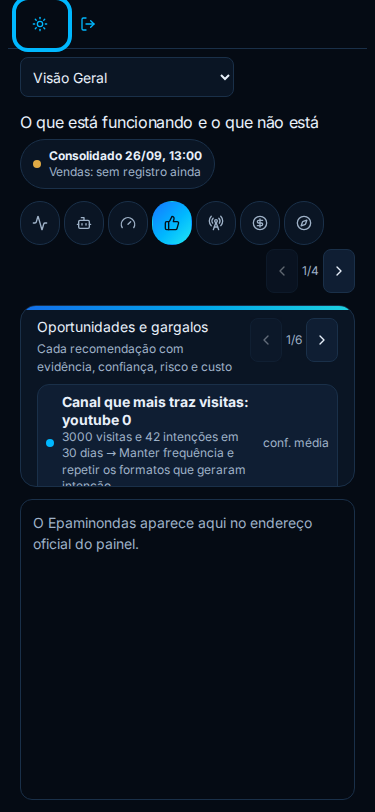 Visão Geral
O que está funcionando e o que não está
Consolidado 26/09, 13:00
Vendas: sem registro ainda
1/4
Oportunidades e gargalos
1/6
Cada recomendação com
evidência, confiança, risco e custo
Canal que mais traz visitas:
youtube 0
3000 visitas e 42 intenções em
30 dias → Manter frequência e
repetir os formatos que geraram
intenção
conf. média
O Epaminondas aparece aqui no endereço
oficial do painel.